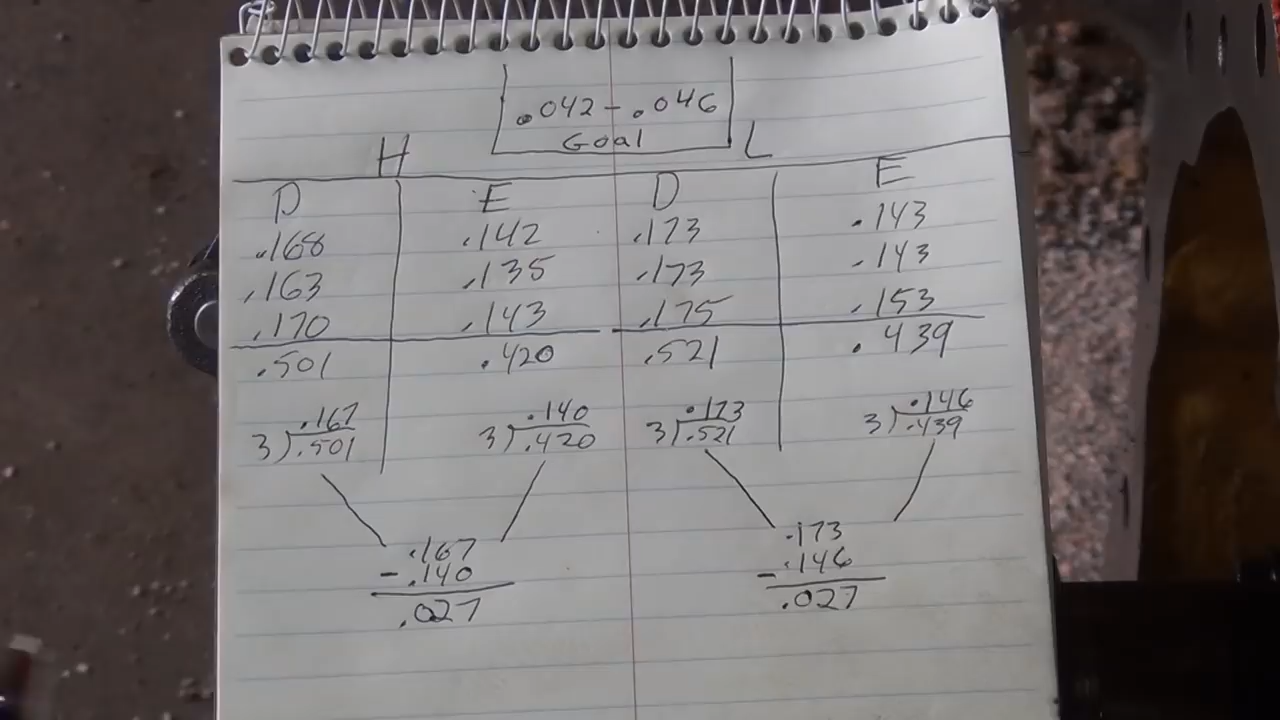 .042 - .046
Goal
H L
D E D E
.168 .142 .173 .143
.163 .135 .173 .143
.170 .143 .175 .153
.501 .420 .521 .439
.167 .140 .173 .146
3).501 3).420 3).521 3).439
.167 .173
- .140 - .146
.027 .027